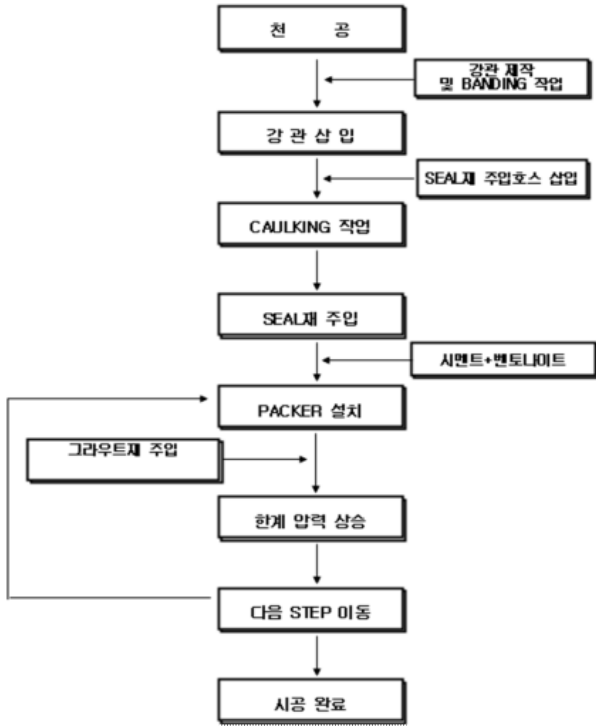 천 공
강관 제작
및 BANDING 작업
강 관 삽 입
SEAL재 주입호스 삽입
CAULKING 작업
SEAL재 주입
시멘트+벤토나이트
PACKER 설치
그라우트재 주입
한계 압력 상승
다음 STEP 이동
시공 완료